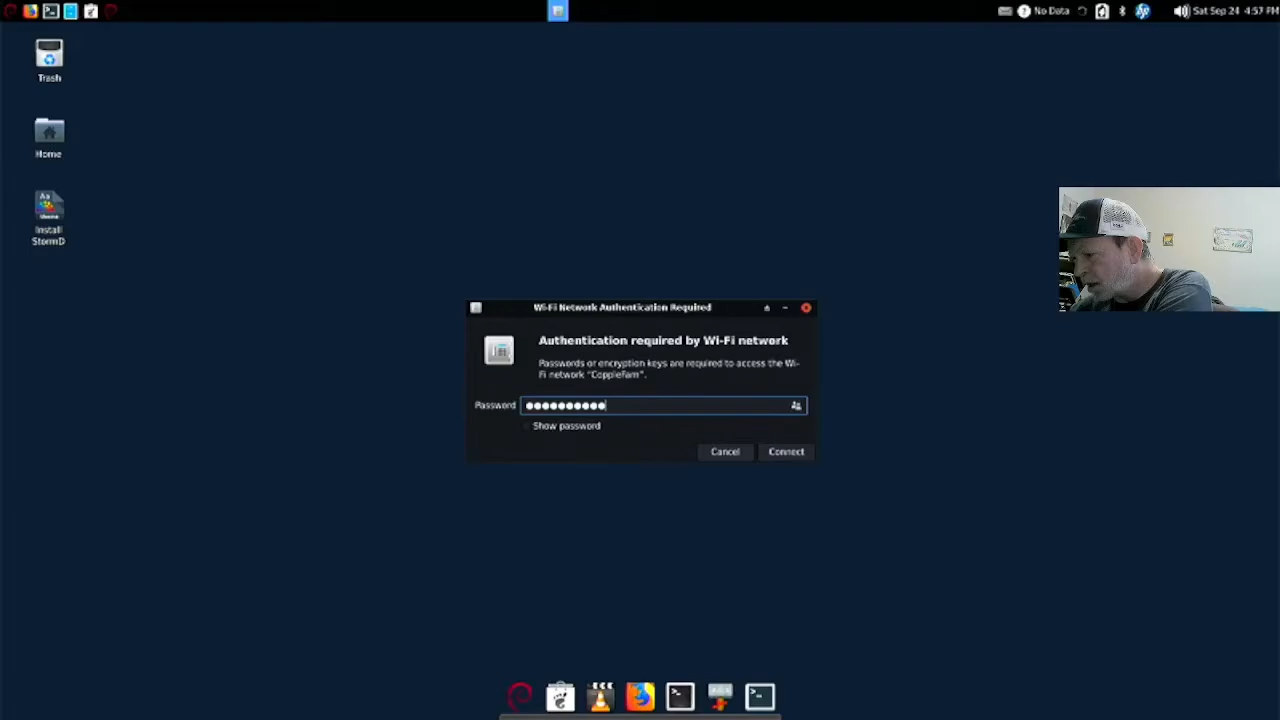 No Data
Sat Sep 24 4:57 PM
Trash
Home
Install
StormD
Wi-Fi Network Authentication Required
Authentication required by Wi-Fi network
Passwords or encryption keys are required to access the Wi-
Fi network "CoppleFam".
Password
Show password
Cancel
Connect